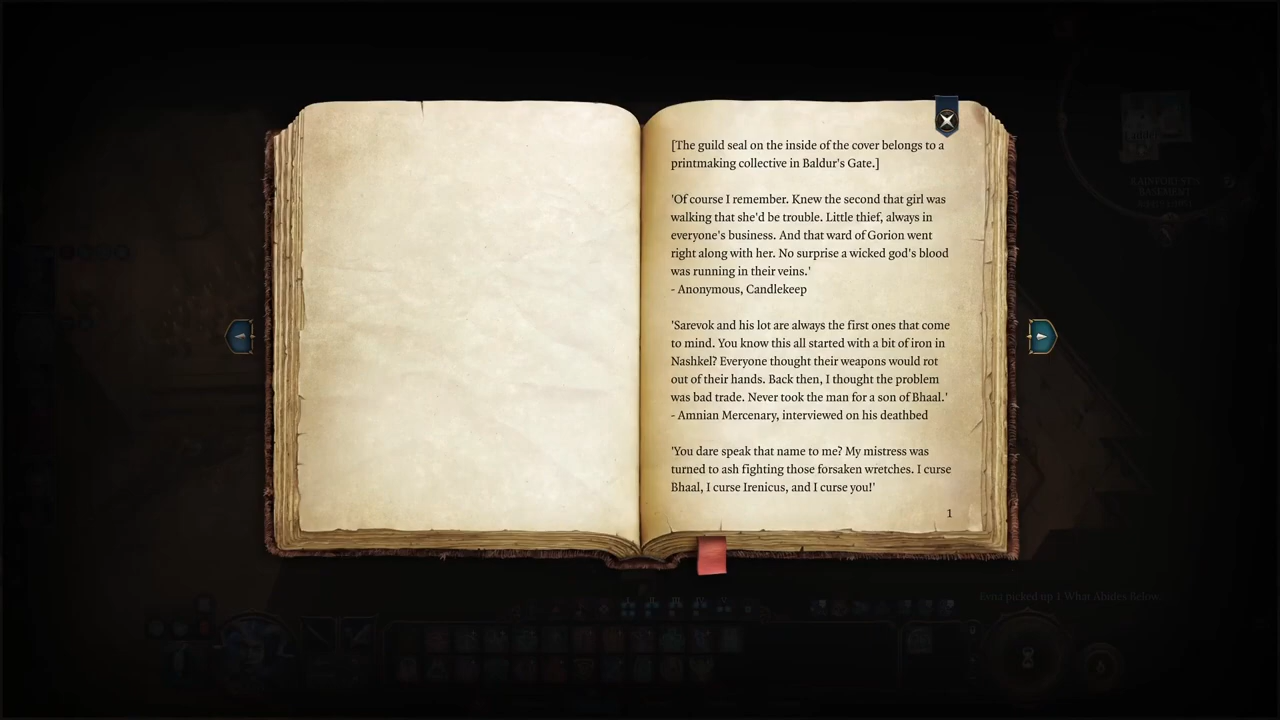 [The guild seal on the inside of the cover belongs to a
printmaking collective in Baldur's Gate.]
'Of course I remember. Knew the second that girl was
walking that she'd be trouble. Little thief, always in
everyone's business. And that ward of Gorion went
right along with her. No surprise a wicked god's blood
was running in their veins.'
- Anonymous, Candlekeep
'Sarevok and his lot are always the first ones that come
to mind. You know this all started with a bit of iron in
Nashkel? Everyone thought their weapons would rot
out of their hands. Back then, I thought the problem
was bad trade. Never took the man for a son of Bhaal.'
- Amnian Mercenary, interviewed on his deathbed
'You dare speak that name to me? My mistress was
turned to ash fighting those forsaken wretches. I curse
Bhaal, I curse Irenicus, and I curse you!'
1
picked up 1 What Abides Below.